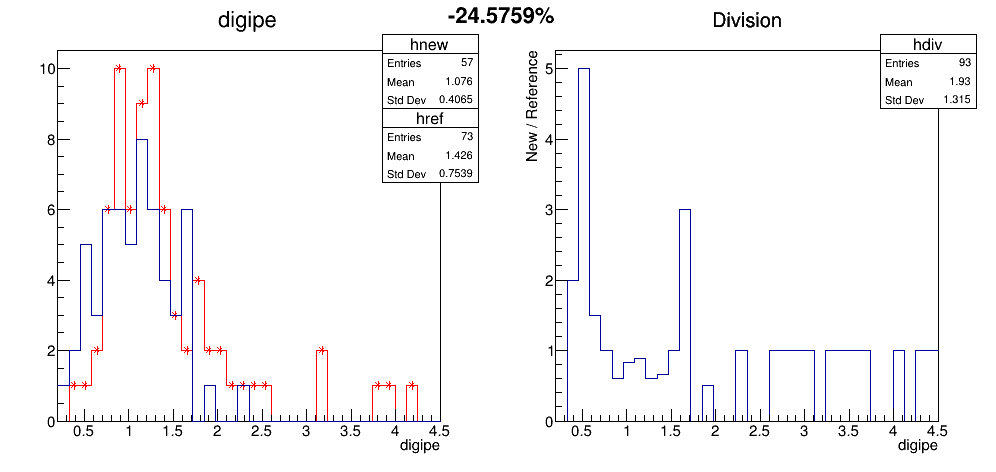 -24.5759%
digipe
hnew
Entries 57
Mean 1.076
Std Dev 0.4065
href
Entries 73
Mean 1.426
Std Dev 0.7539
10
8
6
4
2
0
0.5 1 1.5 2 2.5 3 3.5 4 4.5
digipe
Division
hdiv
Entries 93
Mean 1.93
Std Dev 1.315
New / Reference
5
4
3
2
1
0
0.5 1 1.5 2 2.5 3 3.5 4 4.5
digipe